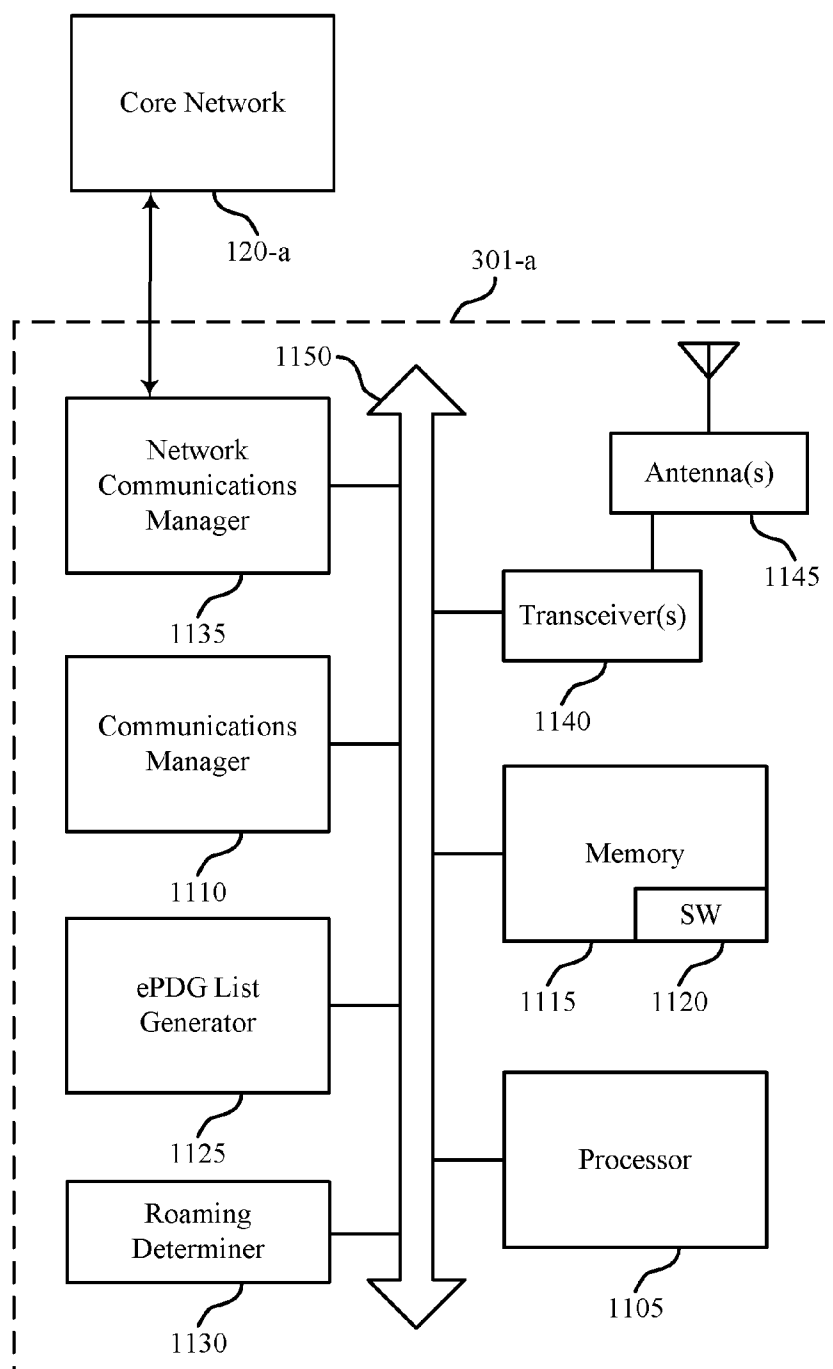 Core Network
120-a
301-a
1150
Network
Communications
Manager
1135
Antenna(s)
1145
Transceiver(s)
1140
Communications
Manager
1110
Memory
SW
1115
1120
ePDG List
Generator
1125
Processor
1105
Roaming
Determiner
1130